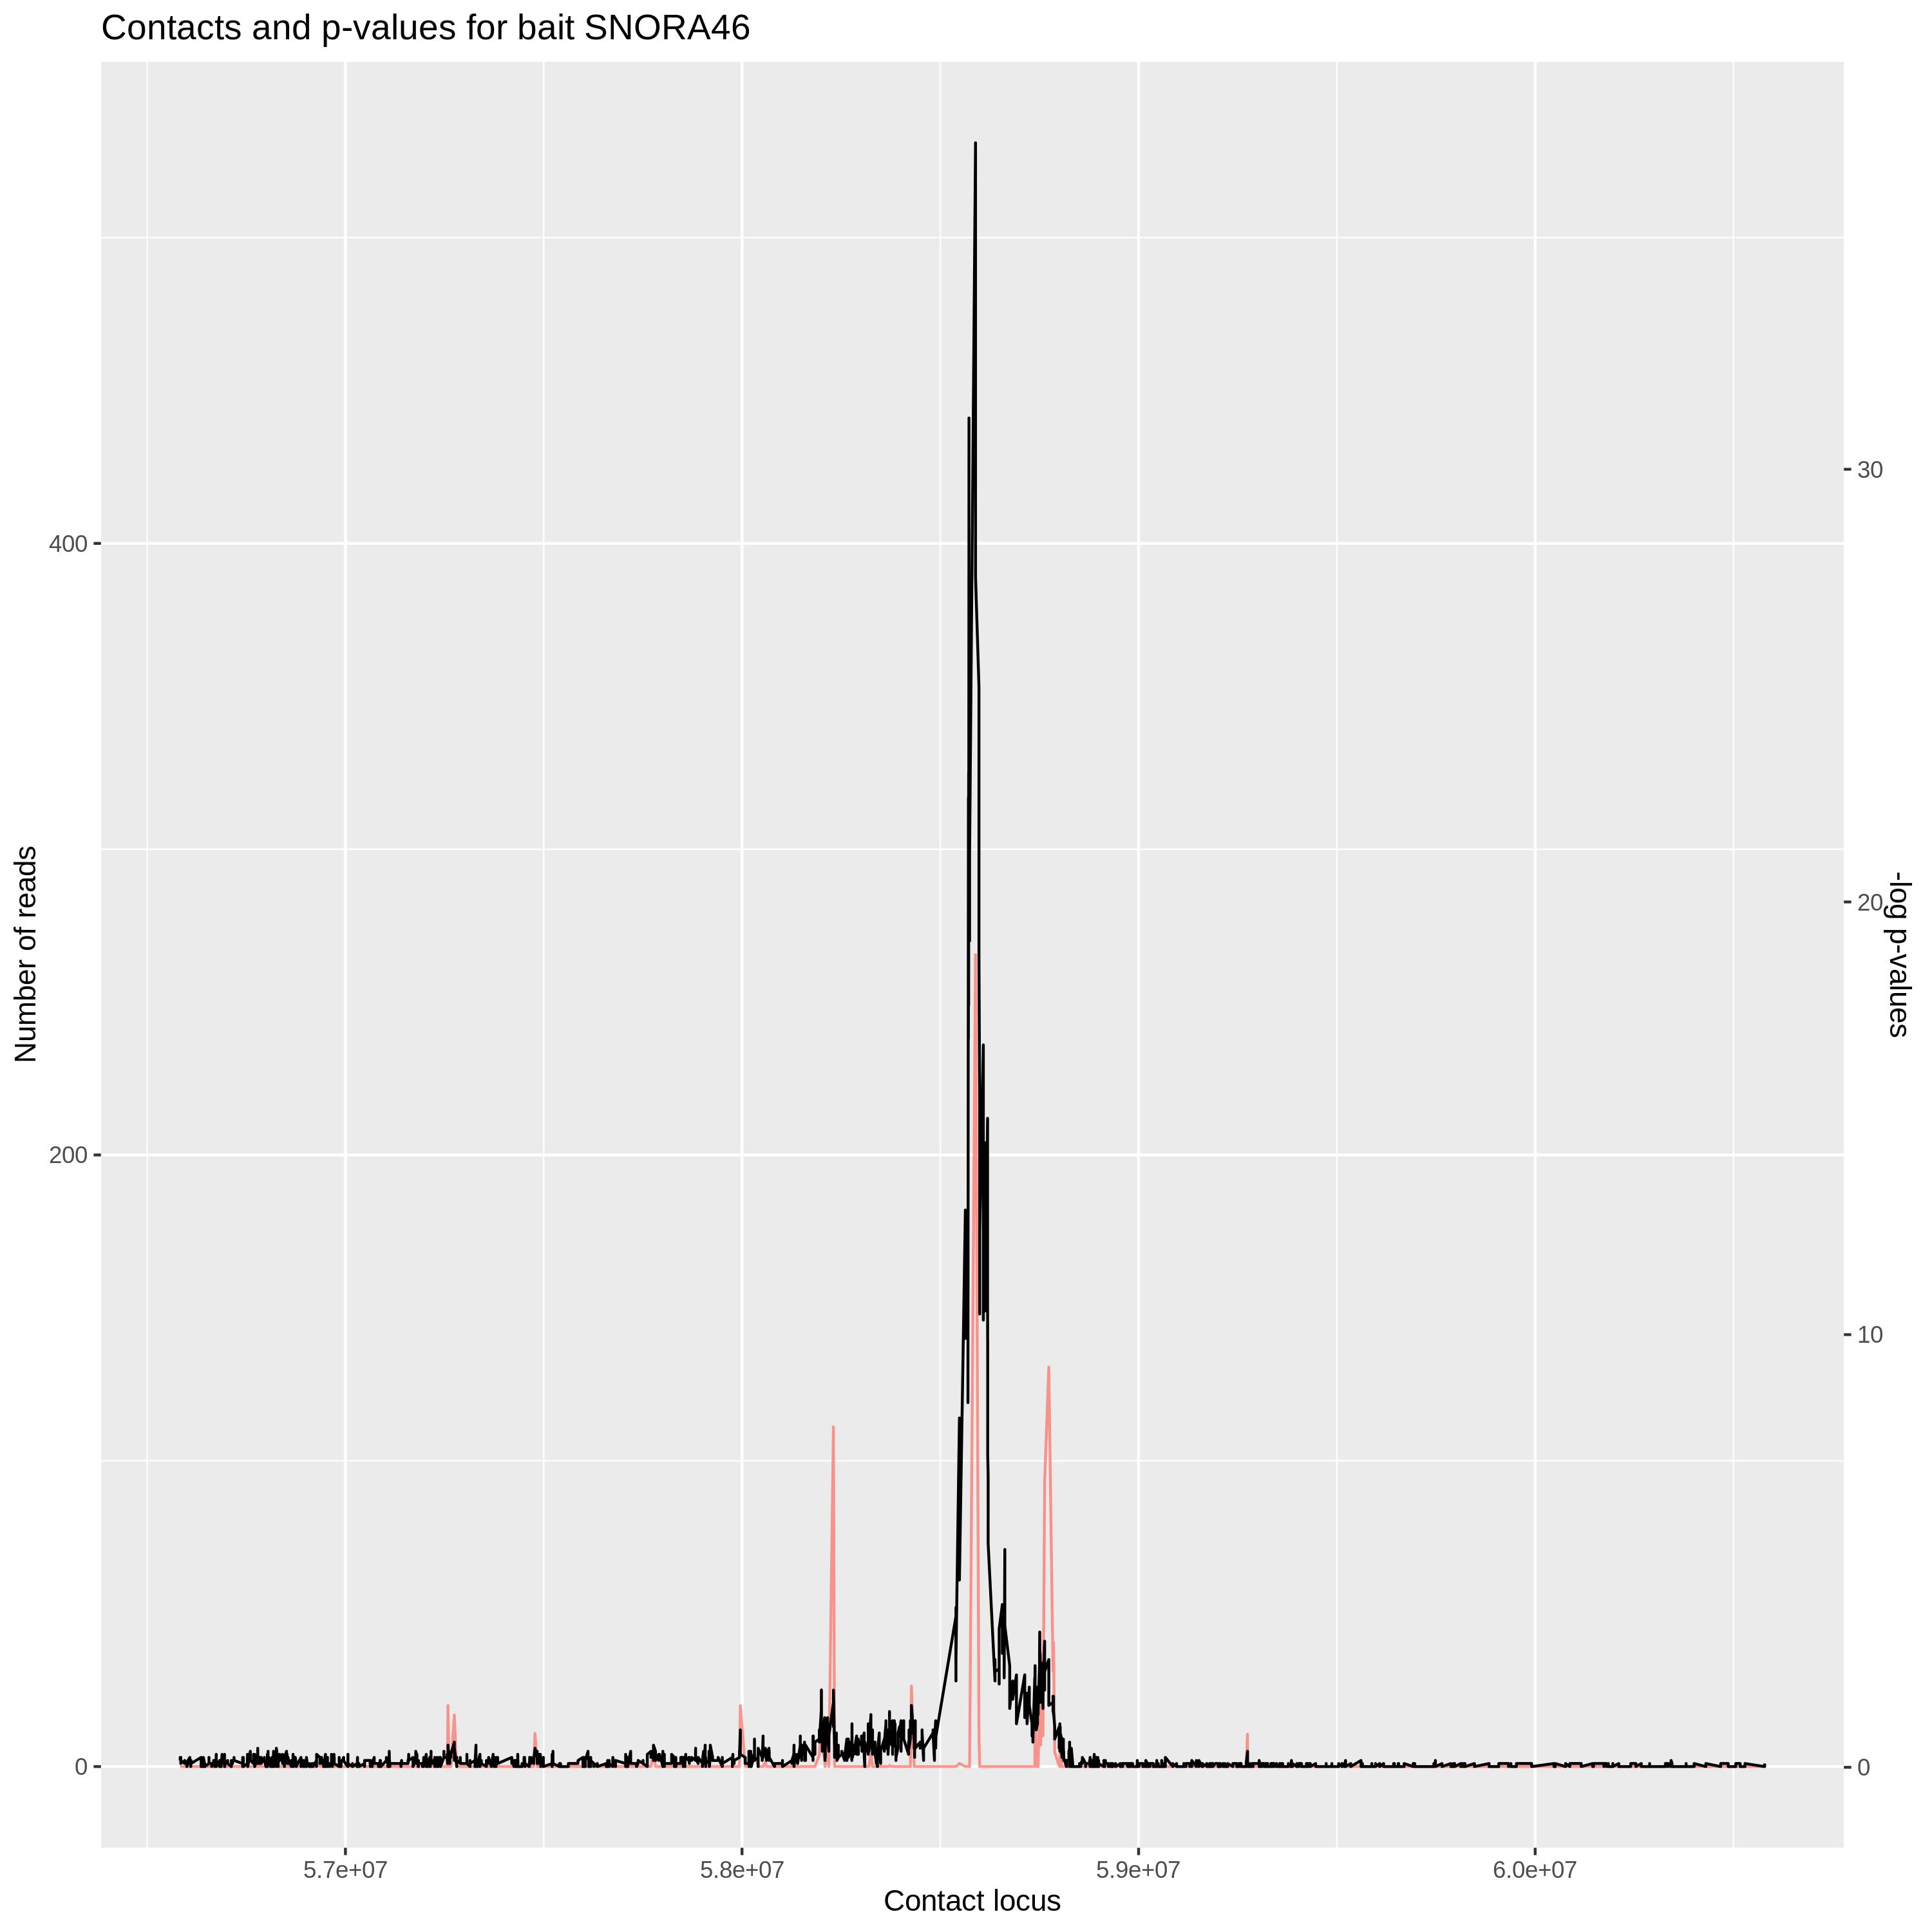 Contacts and p-values for bait SNORA46
Number of reads
400
200
0
30
20
10
0
-log p-values
5.7e+07
5.8e+07
5.9e+07
6.0e+07
Contact locus